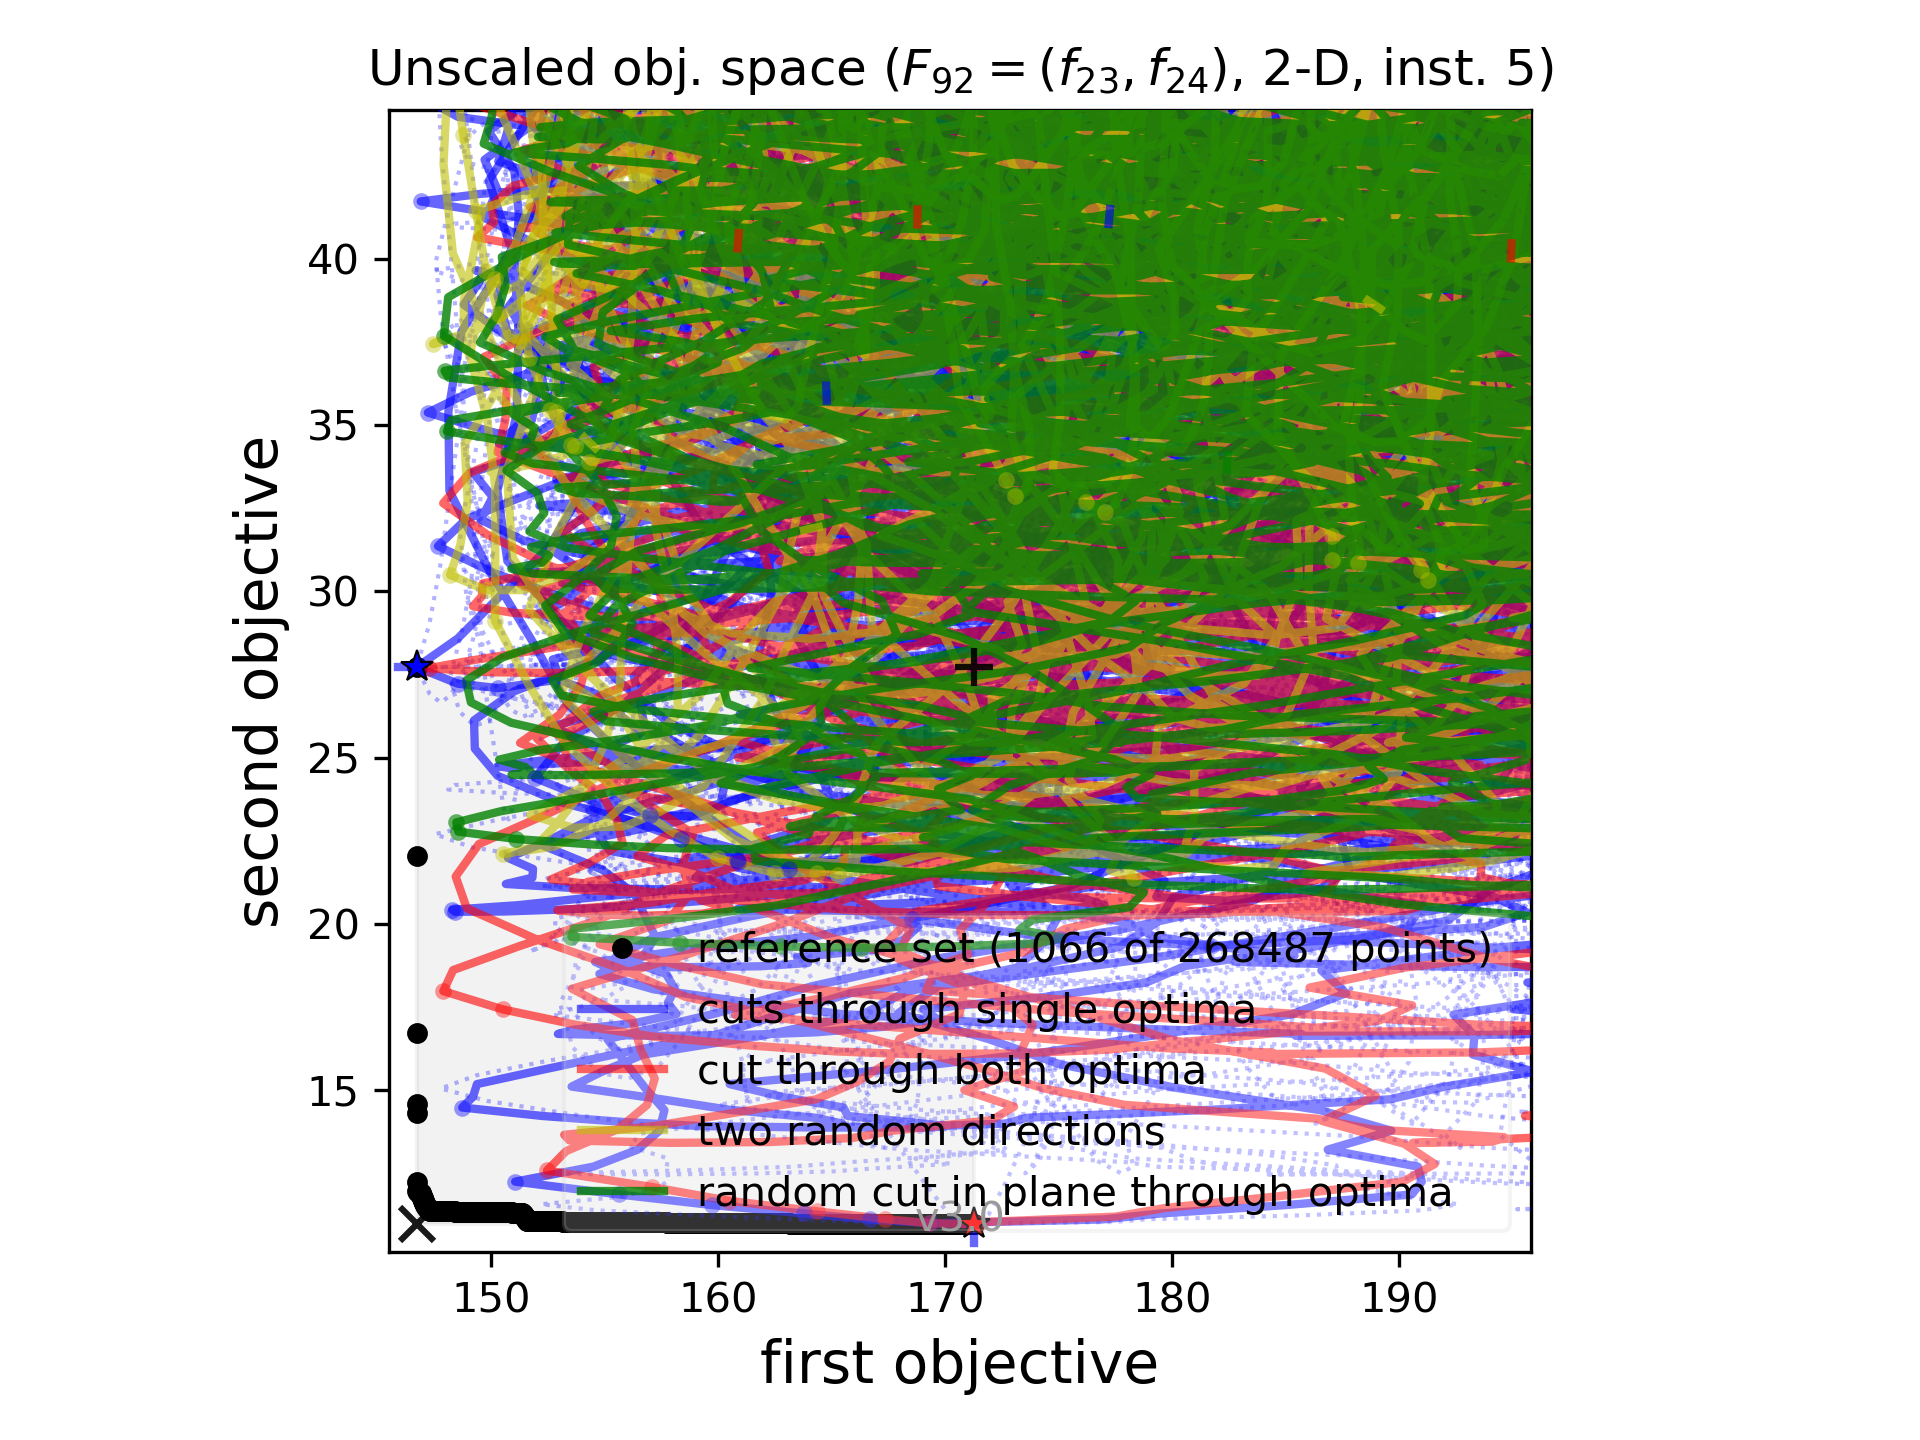 Unscaled obj. space (F92 = (f23, f24), 2-D, inst. 5)
second objective
40
35
30
25
20
15
reference set (1066 of 268487 points)
cuts through single optima
cut through both optima
two random directions
random cut in plane through optima
v3.0
150 160 170 180 190
first objective